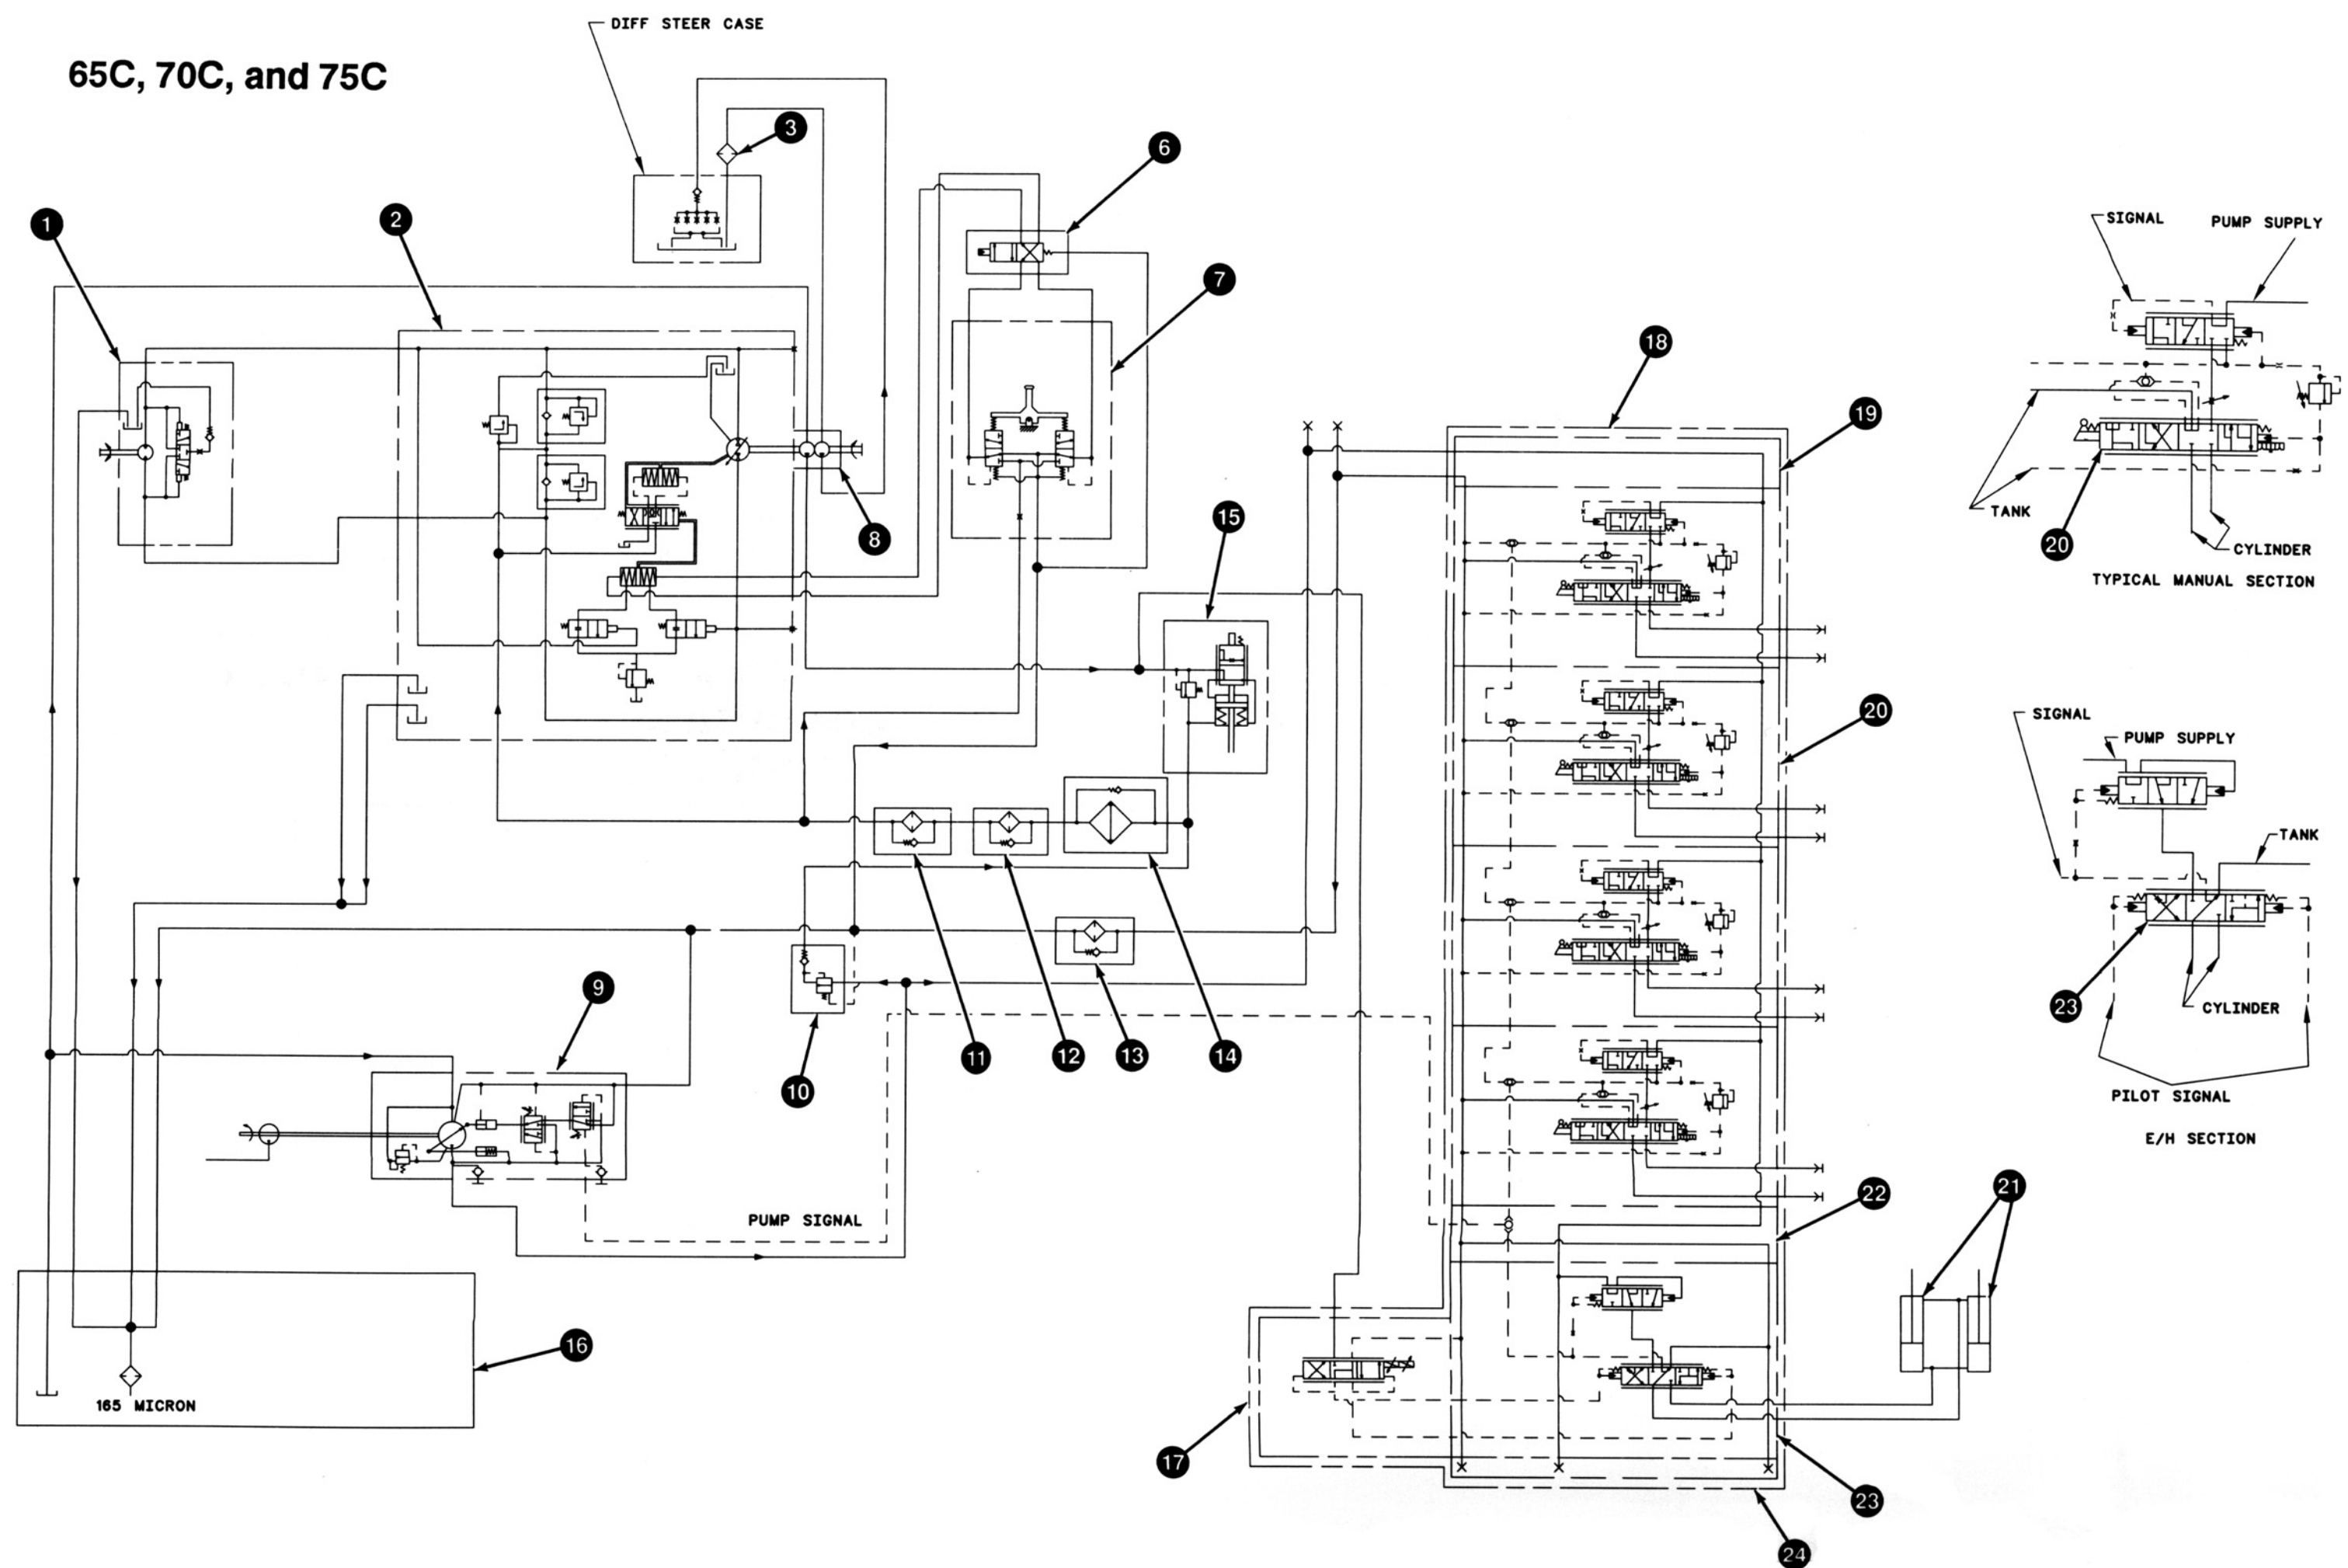 DIFF STEER CASE
65C, 70C, and 75C
3
6
1
2
7
SIGNAL
PUMP SUPPLY
18
19
15
8
20
TANK
CYLINDER
TYPICAL MANUAL SECTION
20
SIGNAL
PUMP SUPPLY
TANK
9
23
CYLINDER
11
12
13
14
10
PILOT SIGNAL
E/H SECTION
22
21
PUMP SIGNAL
16
165 MICRON
17
23
24